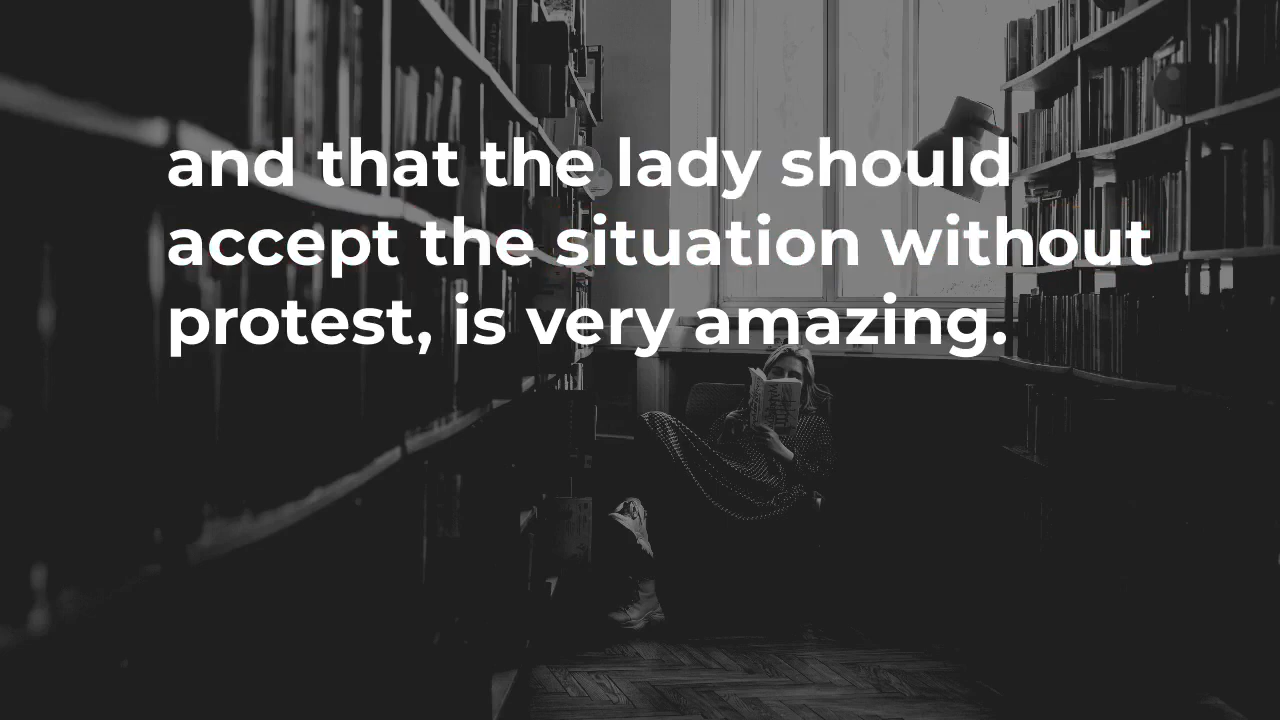 and that the lady should
accept the situation without
protest, is very amazing.